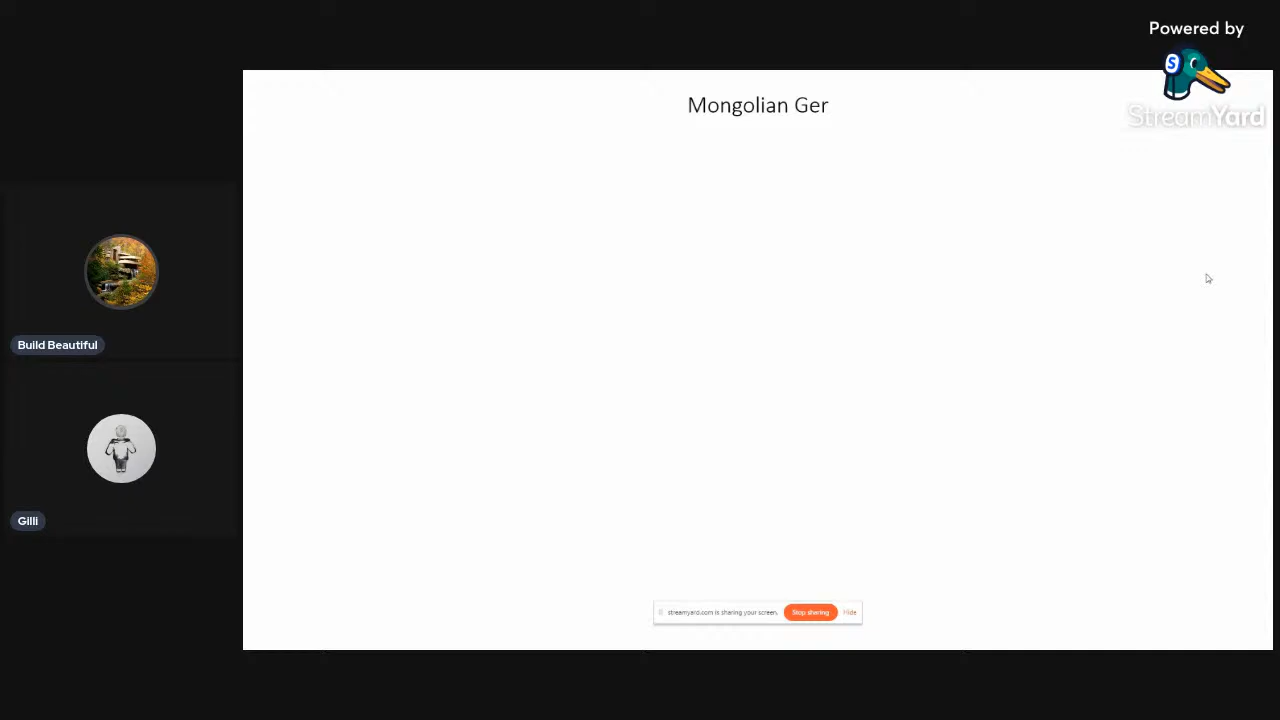 Powered by
S
StreamYard
Mongolian Ger
Build Beautiful
Gilli
streamyard.com is sharing your screen. Stop sharing Hide